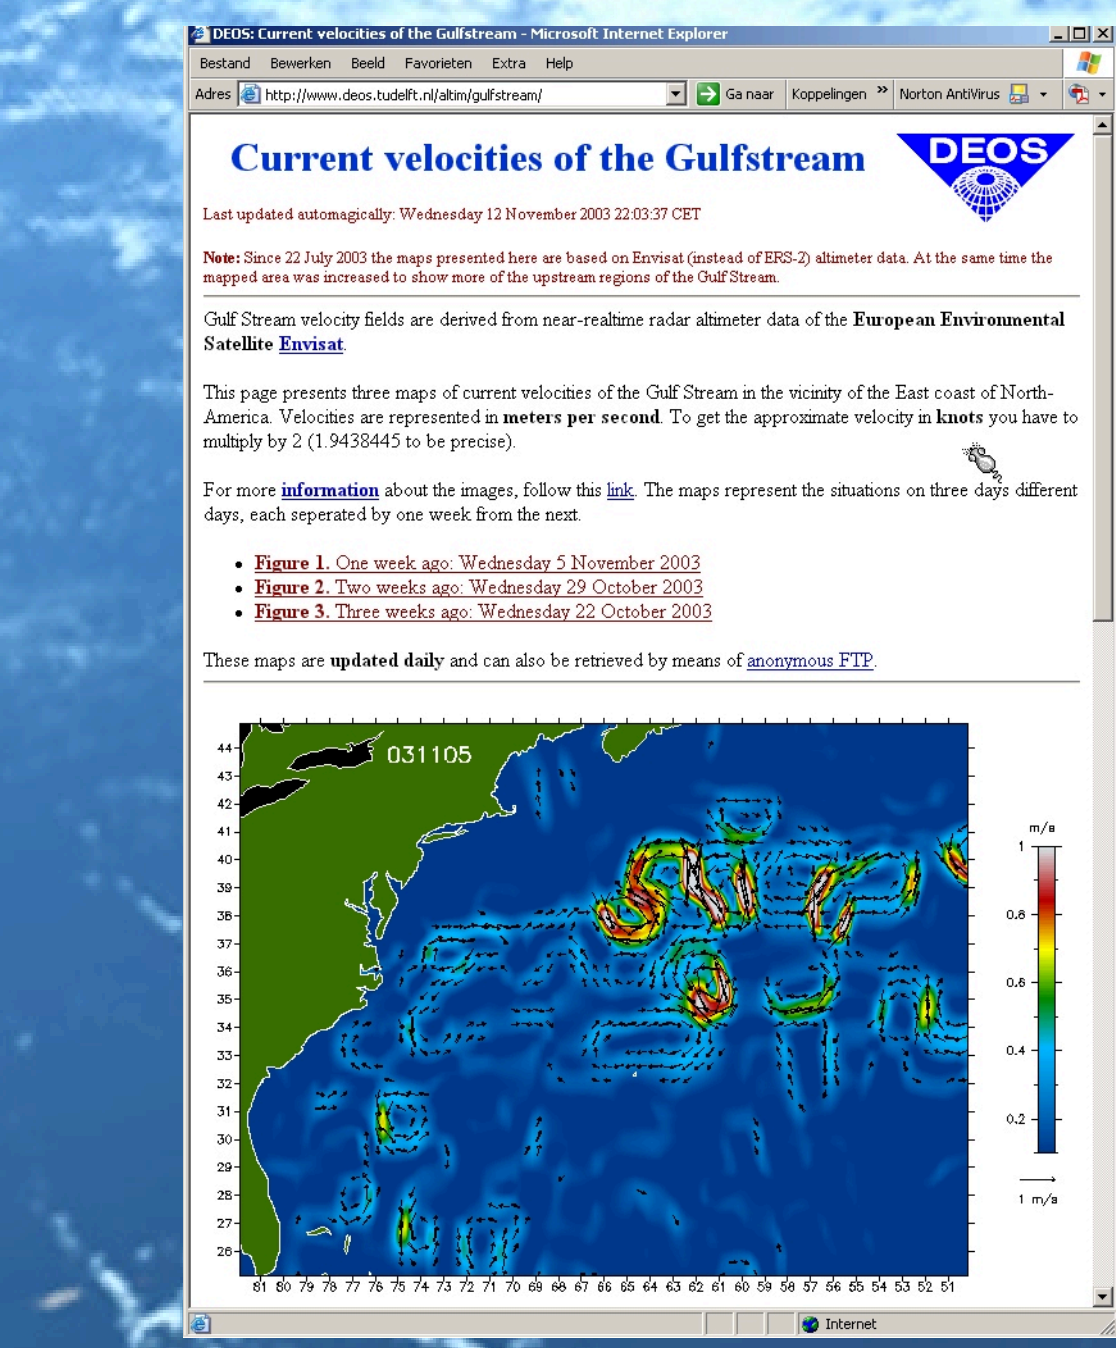 DEOS: Current velocities of the Gulfstream - Microsoft Internet Explorer
Bestand Bewerken Beeld Favorieten Extra Help
Adres http://www.deos.tudelft.nl/altim/gulfstream/ Ga naar Koppelingen » Norton AntiVirus
Current velocities of the Gulfstream
DEOS
Last updated automagically: Wednesday 12 November 2003 22:03:37 CET
Note: Since 22 July 2003 the maps presented here are based on Envisat (instead of ERS-2) altimeter data. At the same time the
mapped area was increased to show more of the upstream regions of the Gulf Stream.
Gulf Stream velocity fields are derived from near-realtime radar altimeter data of the European Environmental
Satellite Envisat.
This page presents three maps of current velocities of the Gulf Stream in the vicinity of the East coast of North-
America. Velocities are represented in meters per second. To get the approximate velocity in knots you have to
multiply by 2 (1.9438445 to be precise).
For more information about the images, follow this link. The maps represent the situations on three days different
days, each seperated by one week from the next.
• Figure 1. One week ago: Wednesday 5 November 2003
• Figure 2. Two weeks ago: Wednesday 29 October 2003
• Figure 3. Three weeks ago: Wednesday 22 October 2003
These maps are updated daily and can also be retrieved by means of anonymous FTP.
031105
44
43
42
41
40
39
38
37
36
35
34
33
32
31
30
29
28
27
26
81 80 79 78 77 76 75 74 73 72 71 70 69 68 67 66 65 64 63 62 61 60 59 58 57 56 55 54 53 52 51
m/s
1
0.8
0.6
0.4
0.2
1 m/s
Internet